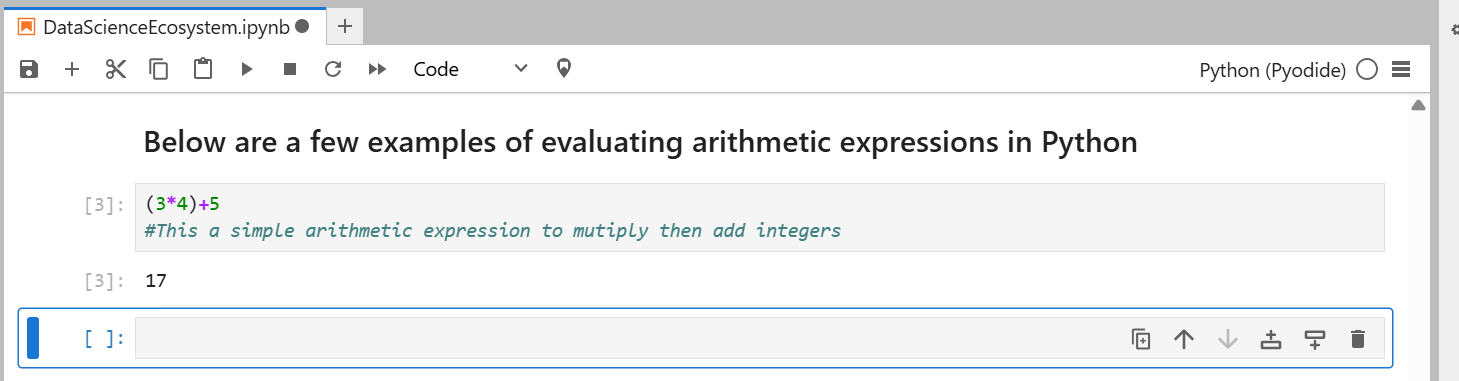 DataScienceEcosystem.ipynb
Code
Python (Pyodide)
Below are a few examples of evaluating arithmetic expressions in Python
[3]: (3*4)+5
#This a simple arithmetic expression to mutiply then add integers
[3]: 17
[ ]: